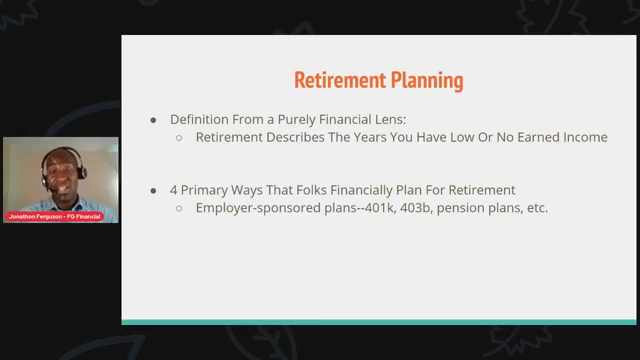 Retirement Planning
● Definition From a Purely Financial Lens:
○ Retirement Describes The Years You Have Low Or No Earned Income
● 4 Primary Ways That Folks Financially Plan For Retirement
○ Employer-sponsored plans--401k, 403b, pension plans, etc.
Jonathon Ferguson - FG Financial